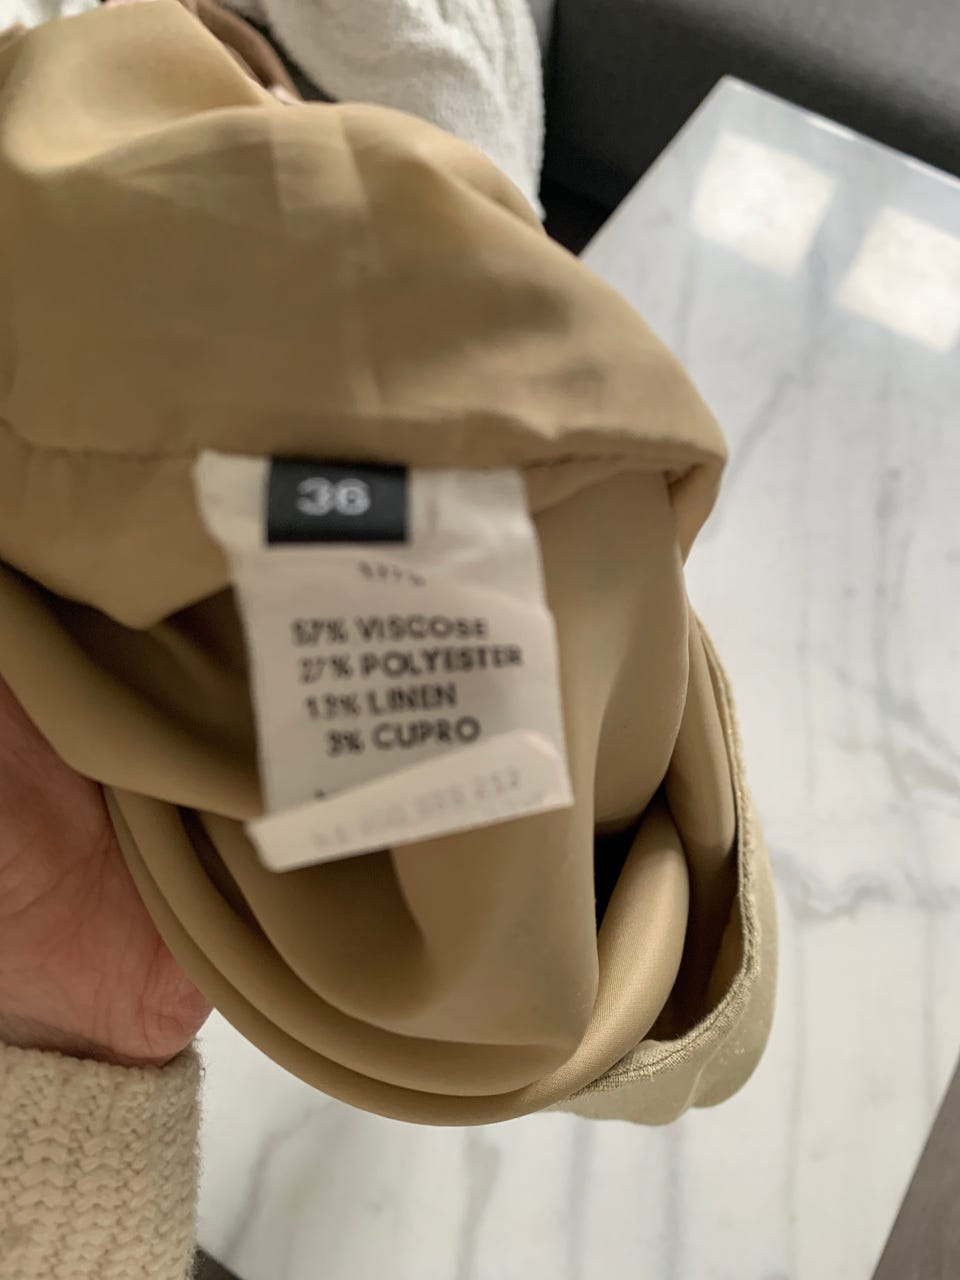 36
57% VISCOSE
27% POLYESTER
13% LINEN
3% CUPRO